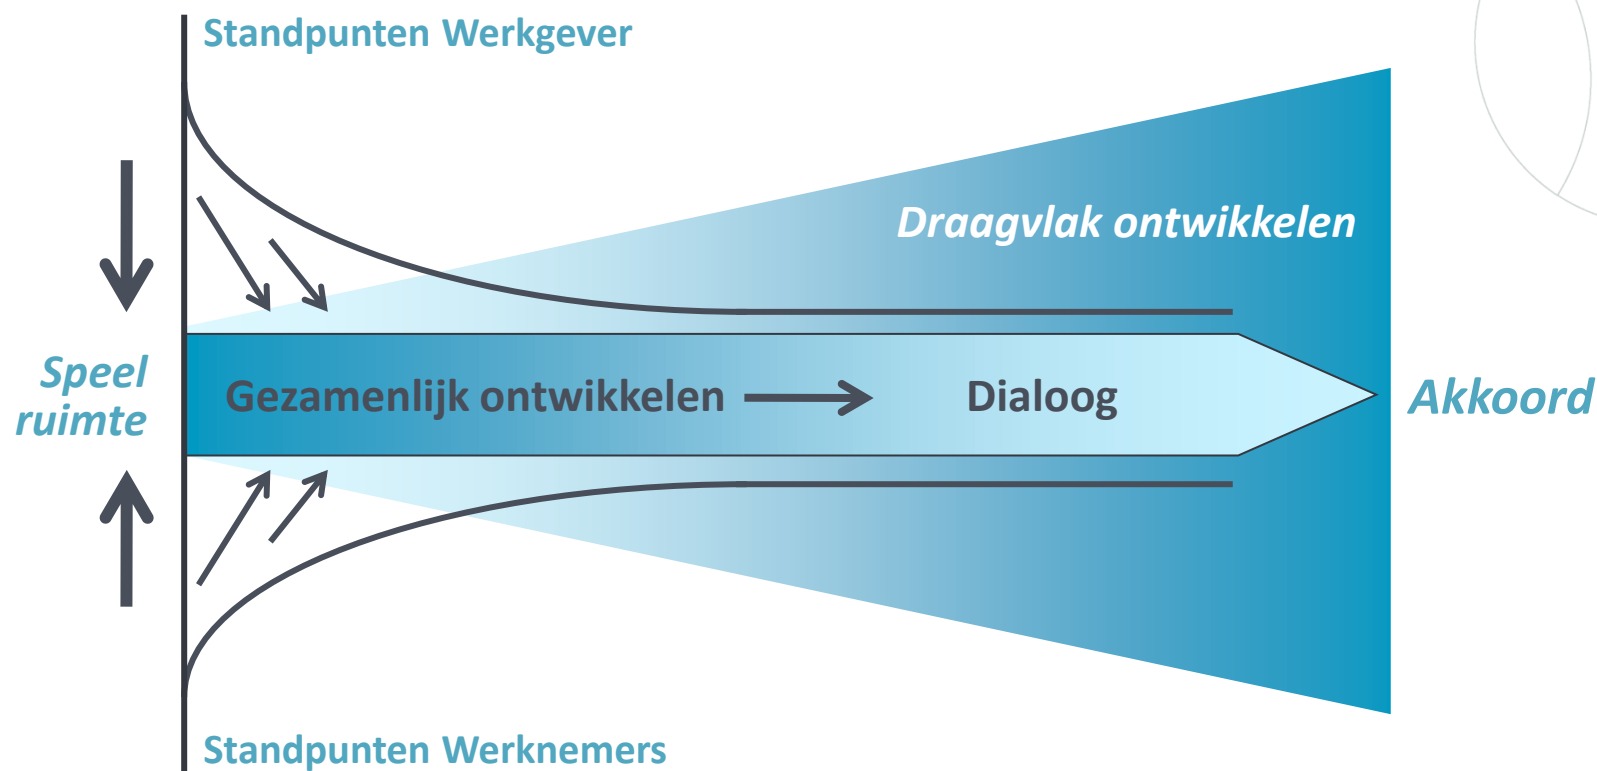 Standpunten Werkgever
Draagvlak ontwikkelen
Speel
ruimte
Gezamenlijk ontwikkelen
Dialoog
Akkoord
Standpunten Werknemers